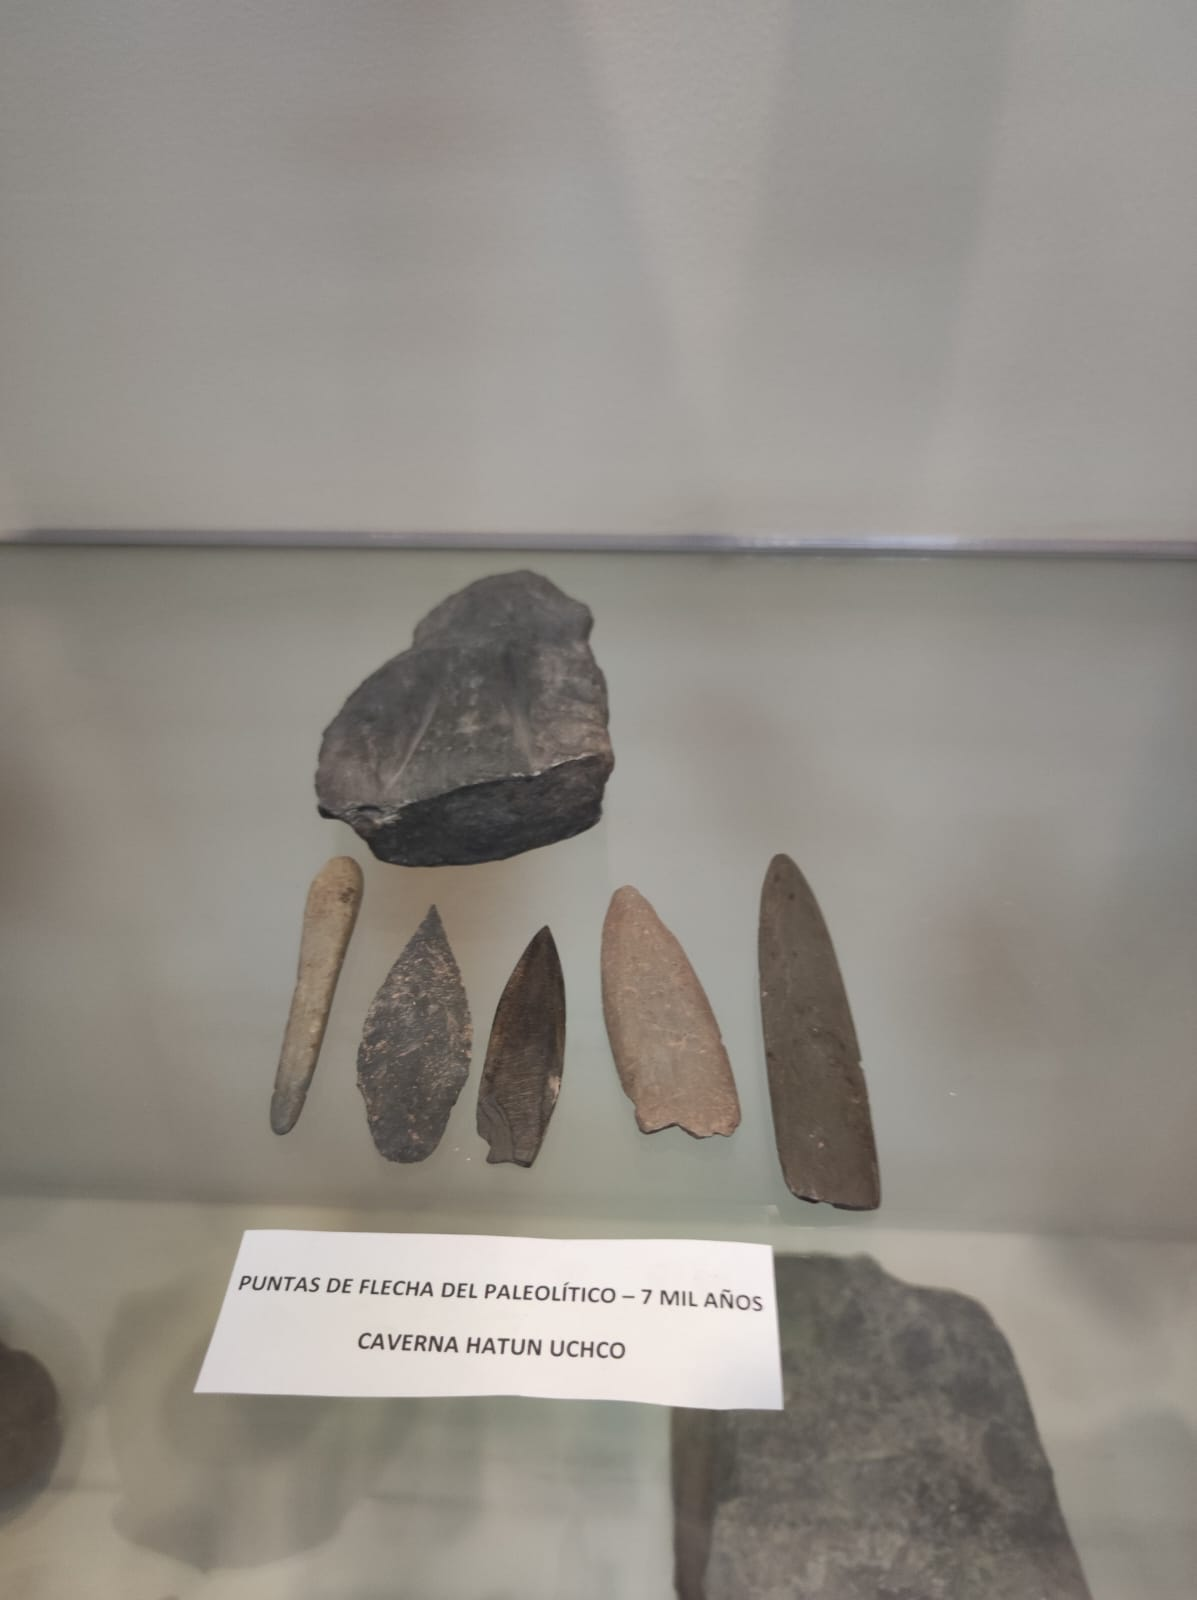 PUNTAS DE FLECHA DEL PALEOLÍTICO – 7 MIL AÑOS
CAVERNA HATUN UCHCO